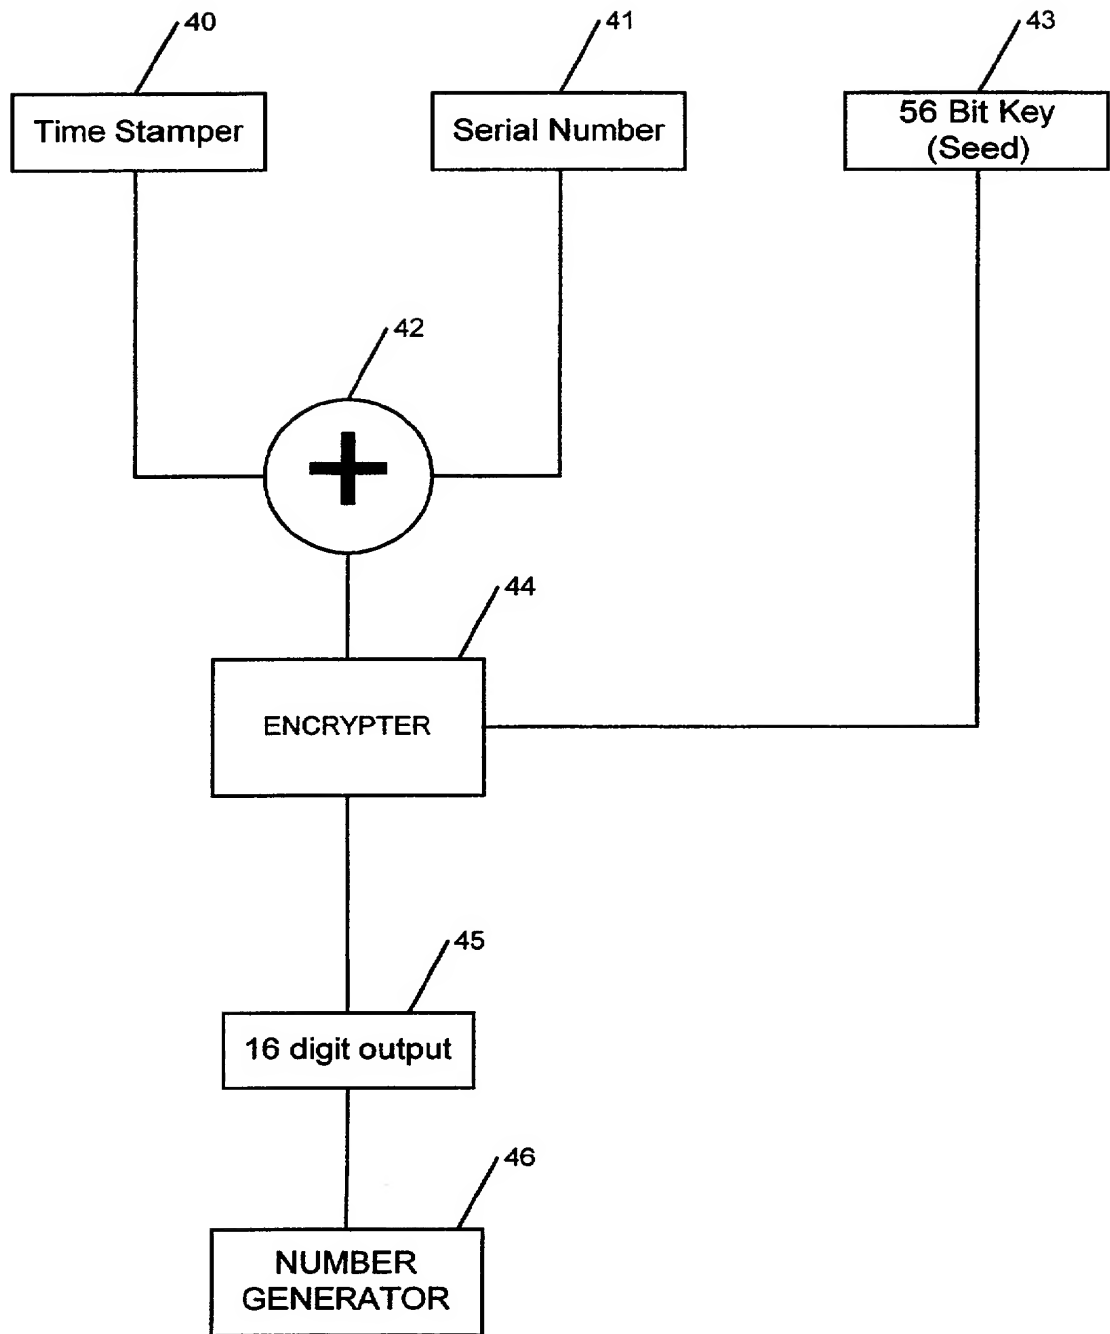 40
41
43
Time Stamper
Serial Number
56 Bit Key
(Seed)
42
+
44
ENCRYPTER
45
16 digit output
46
NUMBER
GENERATOR